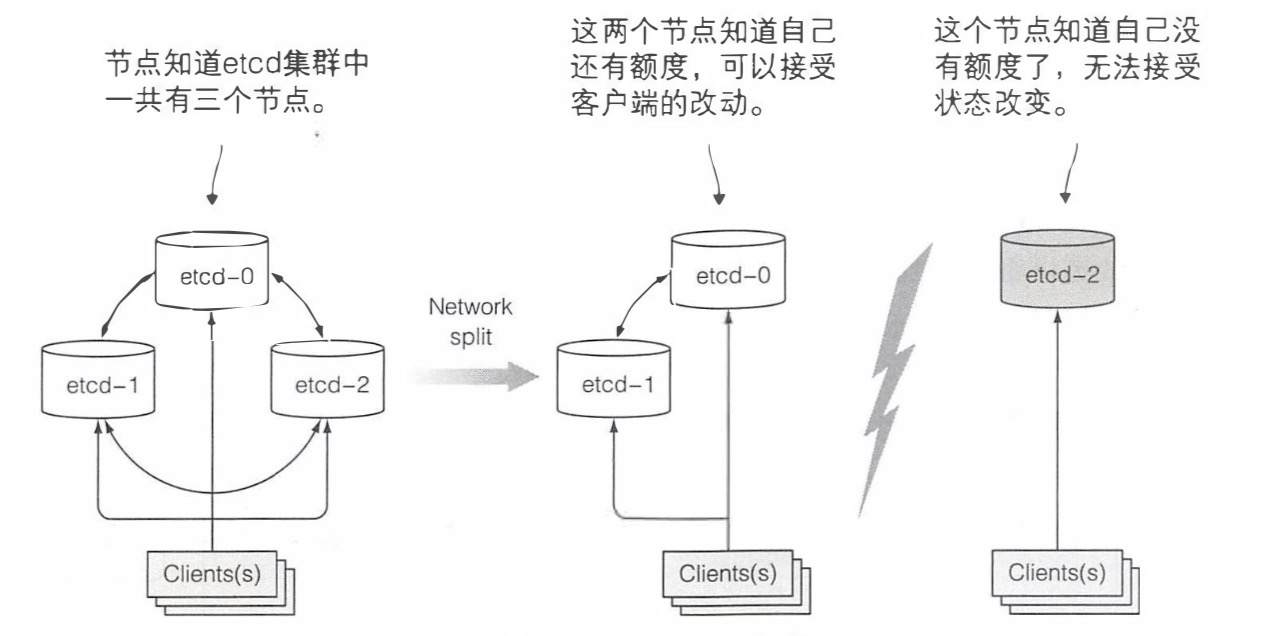 节点知道etcd集群中
一共有三个节点。
这两个节点知道自己
还有额度，可以接受
客户端的改动。
这个节点知道自己没
有额度了，无法接受
状态改变。
etcd-0
etcd-1
etcd-2
Clients(s)
Network
split
etcd-0
etcd-1
Clients(s)
etcd-2
Clients(s)